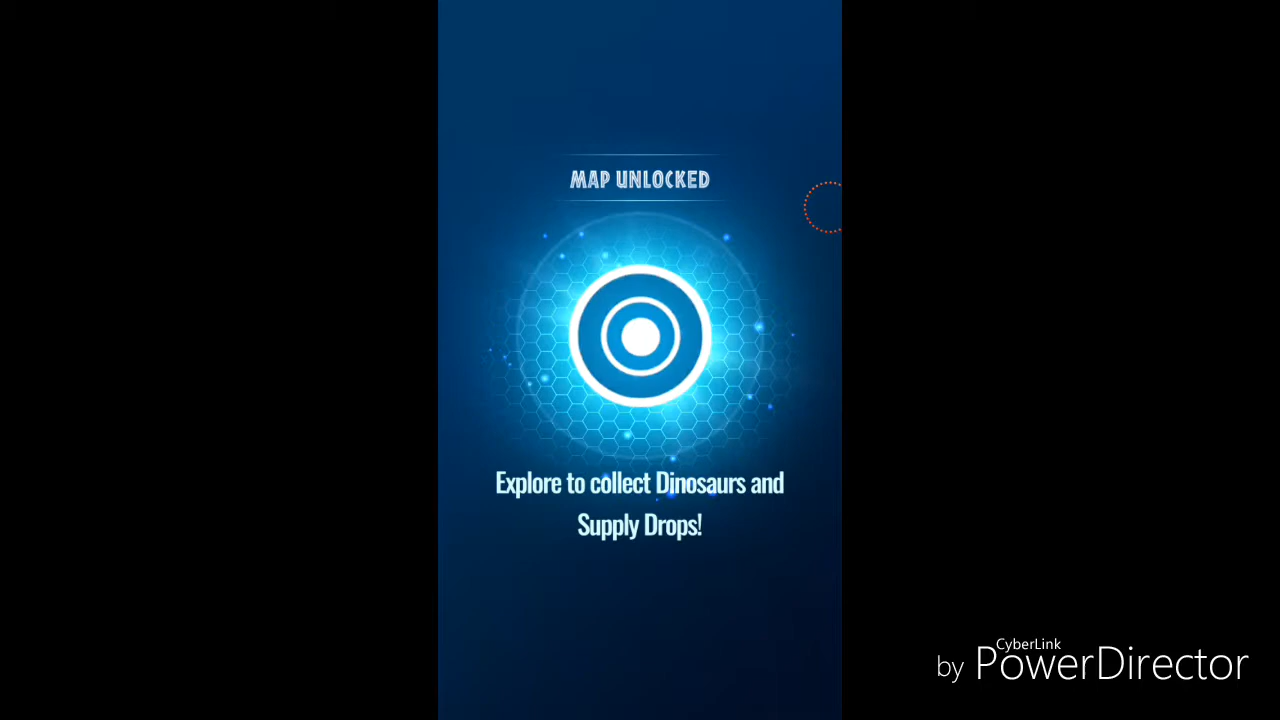 MAP UNLOCKED
Explore to collect Dinosaurs and
Supply Drops!
CyberLink
by PowerDirector